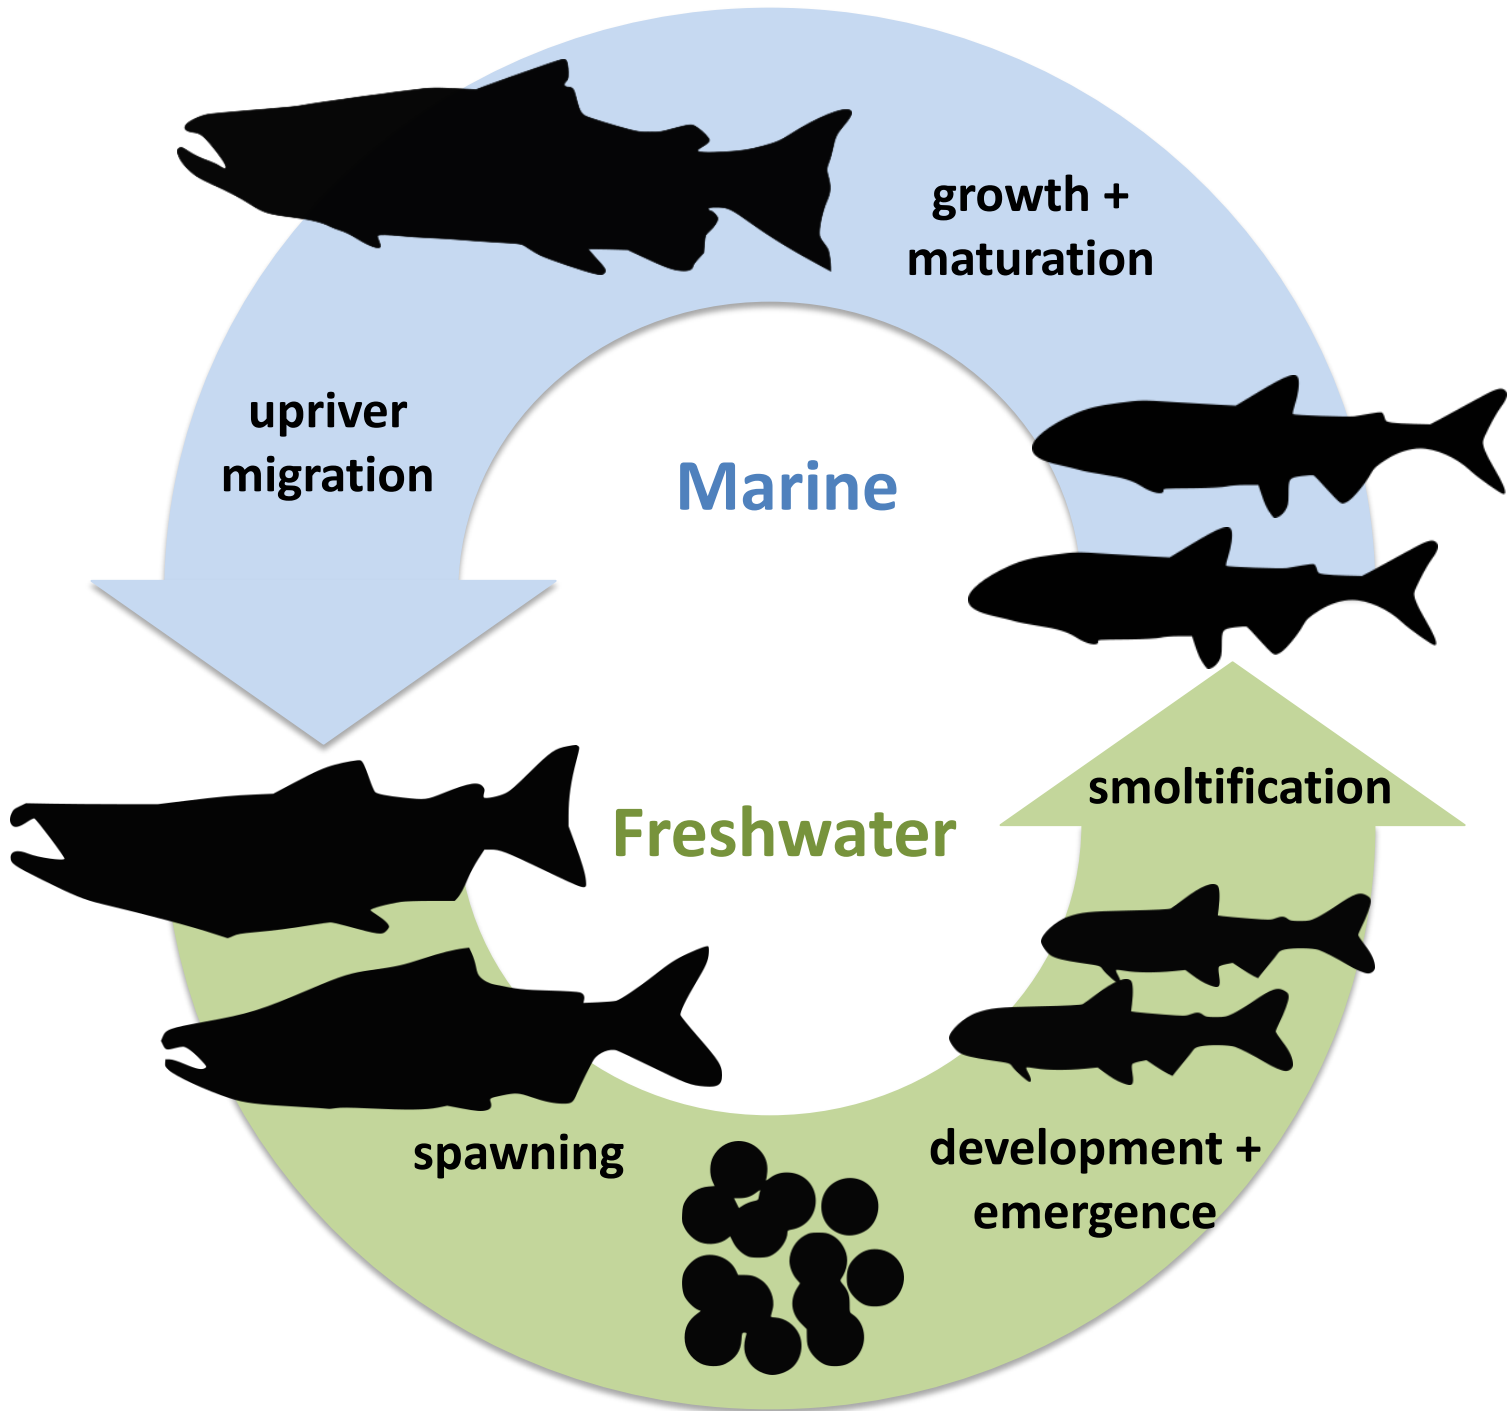 growth +
maturation
upriver
migration
Marine
smoltification
Freshwater
spawning
development +
emergence